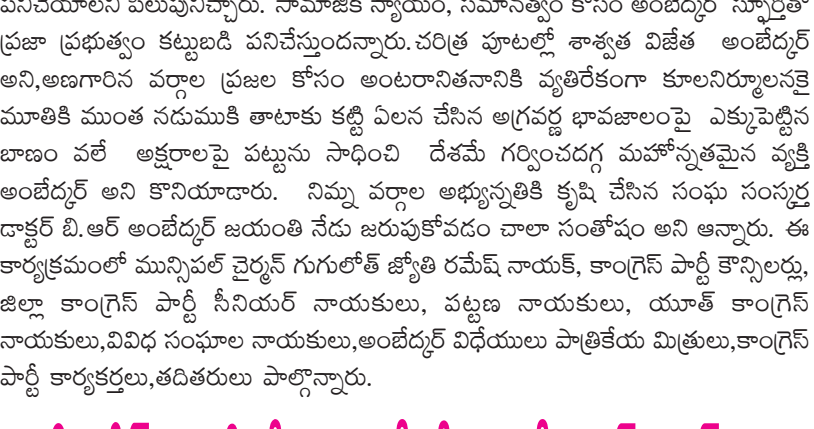 పనిచేయాలని పిలుపునిచ్చారు. సామాజిక న్యాయం, సమానత్వం కోసం అంబేద్కర్ స్ఫూర్తితో
ప్రజా ప్రభుత్వం కట్టుబడి పనిచేస్తుందన్నారు.చరిత్ర పూటల్లో శాశ్వత విజేత అంబేద్కర్
అని,అణగారిన వర్గాల ప్రజల కోసం అంటరానితనానికి వ్యతిరేకంగా కూలనిర్మూలనకై
మూతికి ముంత నడుముకి తాటాకు కట్టి ఏలన చేసిన అగ్రవర్ణ భావజాలంపై ఎక్కుపెట్టిన
బాణం వలే అక్షరాలపై పట్టును సాధించి దేశమే గర్వించదగ్గ మహోన్నతమైన వ్యక్తి
అంబేద్కర్ అని కొనియాడారు. నిమ్న వర్గాల అభ్యున్నతికి కృషి చేసిన సంఘ సంస్కర్త
డాక్టర్ బి.ఆర్ అంబేద్కర్ జయంతి నేడు జరుపుకోవడం చాలా సంతోషం అని ఆన్నారు. ఈ
కార్యక్రమంలో మున్సిపల్ చైర్మన్ గుగులోత్ జ్యోతి రమేష్ నాయక్, కాంగ్రెస్ పార్టీ కౌన్సిలర్లు,
జిల్లా కాంగ్రెస్ పార్టీ సీనియర్ నాయకులు, పట్టణ నాయకులు, యూత్ కాంగ్రెస్
నాయకులు,వివిధ సంఘాల నాయకులు,అంబేద్కర్ విధేయులు పాత్రికేయ మిత్రులు,కాంగ్రెస్
పార్టీ కార్యకర్తలు,తదితరులు పాల్గొన్నారు.